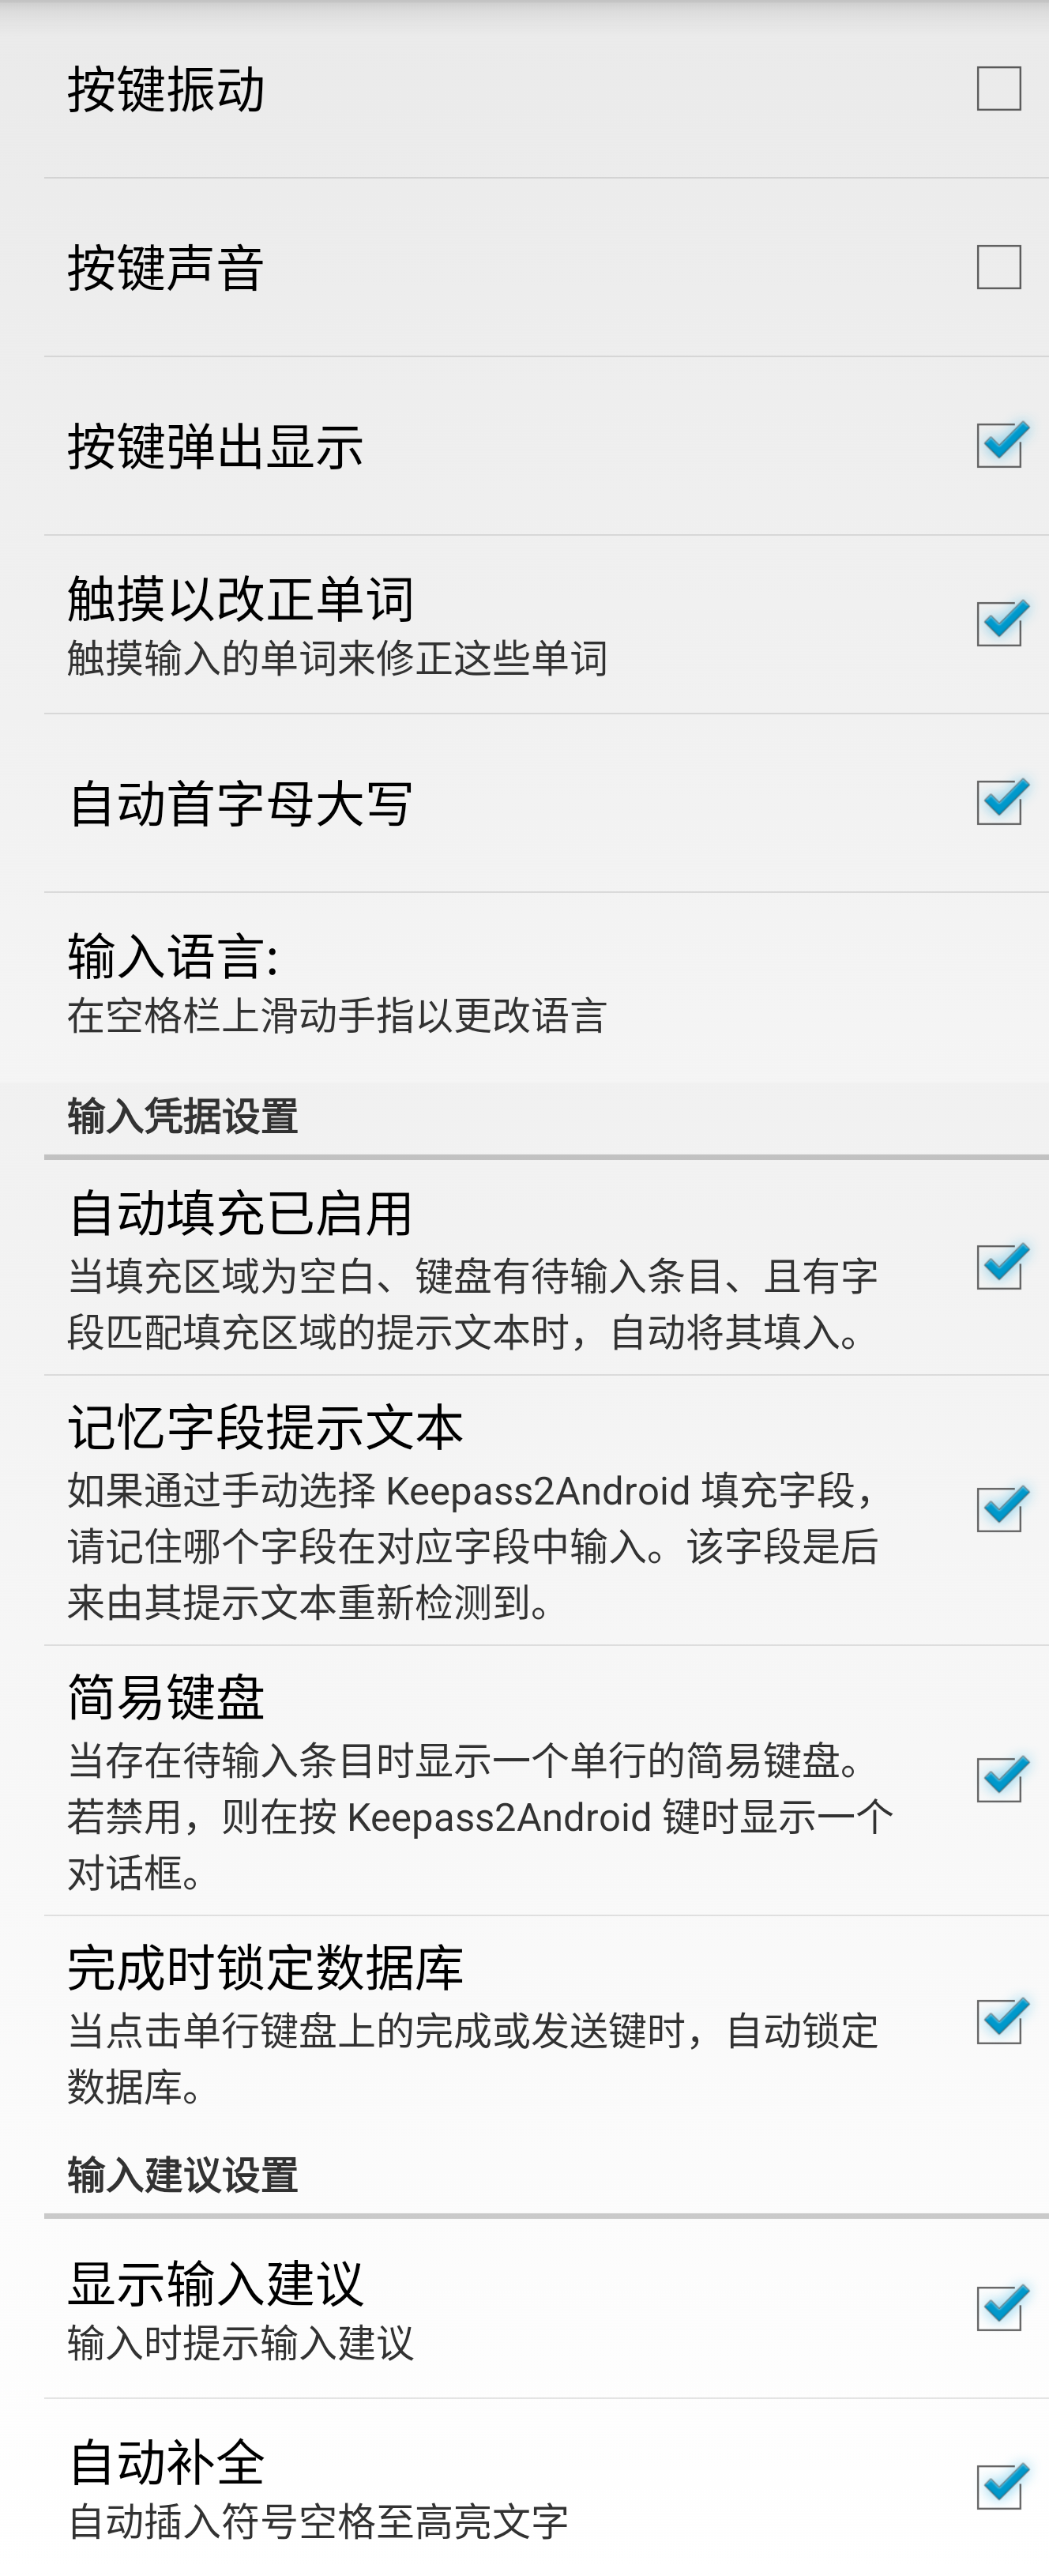 按键振动
按键声音
按键弹出显示
触摸以改正单词
触摸输入的单词来修正这些单词
自动首字母大写
输入语言:
在空格栏上滑动手指以更改语言
输入凭据设置
自动填充已启用
当填充区域为空白、键盘有待输入条目、且有字
段匹配填充区域的提示文本时，自动将其填入。
记忆字段提示文本
如果通过手动选择 Keepass2Android 填充字段，
请记住哪个字段在对应字段中输入。该字段是后
来由其提示文本重新检测到。
简易键盘
当存在待输入条目时显示一个单行的简易键盘。
若禁用，则在按 Keepass2Android 键时显示一个
对话框。
完成时锁定数据库
当点击单行键盘上的完成或发送键时，自动锁定
数据库。
输入建议设置
显示输入建议
输入时提示输入建议
自动补全
自动插入符号空格至高亮文字